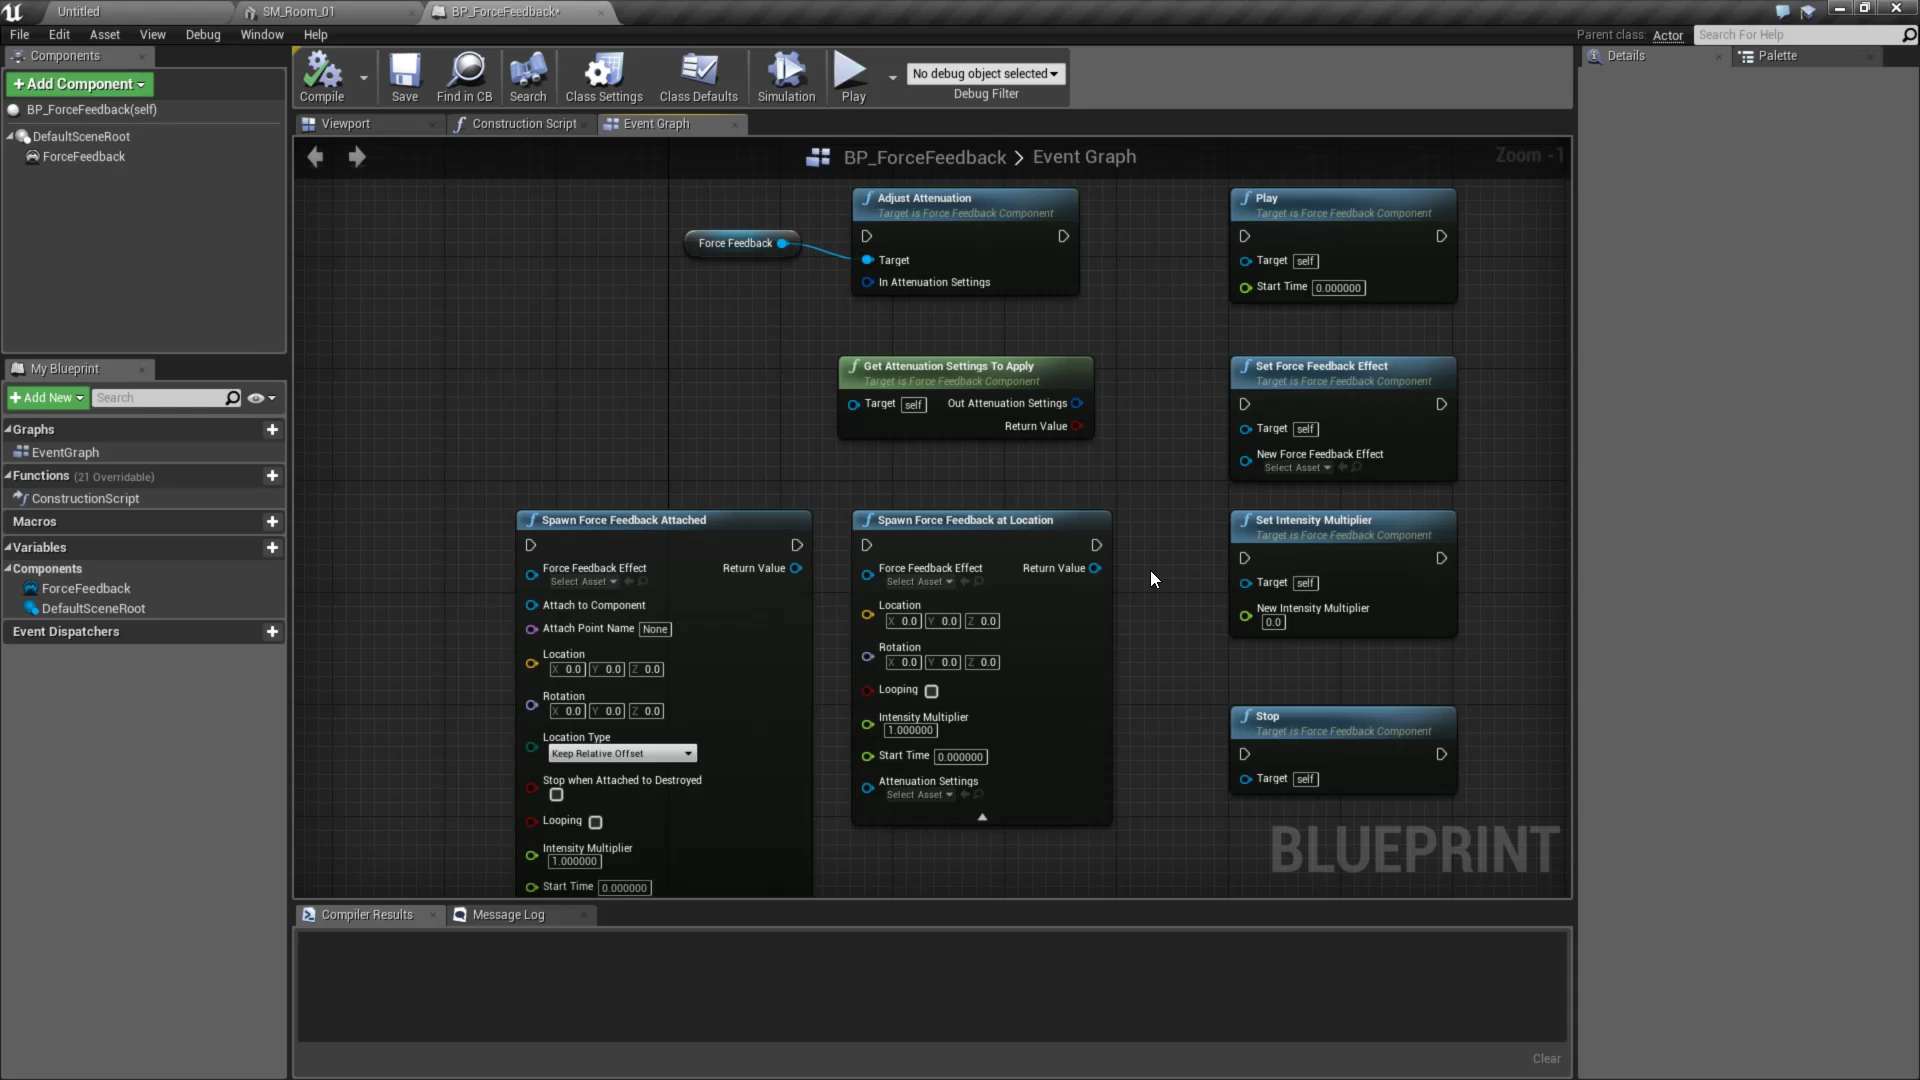 Untitled
SM_Room_01
BP_ForceFeedback*
File Edit Asset View Debug Window Help
Parent class: Actor
Search For Help
Components
+Add Component
BP_ForceFeedback(self)
DefaultSceneRoot
ForceFeedback
Compile
Save
Find in CB
Search
Class Settings
Class Defaults
Simulation
Play
No debug object selected
Debug Filter
Details
Palette
Viewport
Construction Script
Event Graph
BP_ForceFeedback > Event Graph
Zoom -1
Force Feedback
Adjust Attenuation
Target is Force Feedback Component
Target
In Attenuation Settings
Play
Target is Force Feedback Component
Target self
Start Time 0.000000
Get Attenuation Settings To Apply
Target is Force Feedback Component
Target self
Out Attenuation Settings
Return Value
Set Force Feedback Effect
Target is Force Feedback Component
Target self
New Force Feedback Effect
Select Asset
Spawn Force Feedback Attached
Force Feedback Effect
Select Asset
Return Value
Attach to Component
Attach Point Name None
Location
X 0.0 Y 0.0 Z 0.0
Rotation
X 0.0 Y 0.0 Z 0.0
Location Type
Keep Relative Offset
Stop when Attached to Destroyed
Looping
Intensity Multiplier
1.000000
Start Time 0.000000
Spawn Force Feedback at Location
Force Feedback Effect
Select Asset
Return Value
Location
X 0.0 Y 0.0 Z 0.0
Rotation
X 0.0 Y 0.0 Z 0.0
Looping
Intensity Multiplier
1.000000
Start Time 0.000000
Attenuation Settings
Select Asset
Set Intensity Multiplier
Target is Force Feedback Component
Target self
New Intensity Multiplier
0.0
Stop
Target is Force Feedback Component
Target self
BLUEPRINT
My Blueprint
+Add New
Search
Graphs
EventGraph
Functions (21 Overridable)
ConstructionScript
Macros
Variables
Components
ForceFeedback
DefaultSceneRoot
Event Dispatchers
Compiler Results
Message Log
Clear